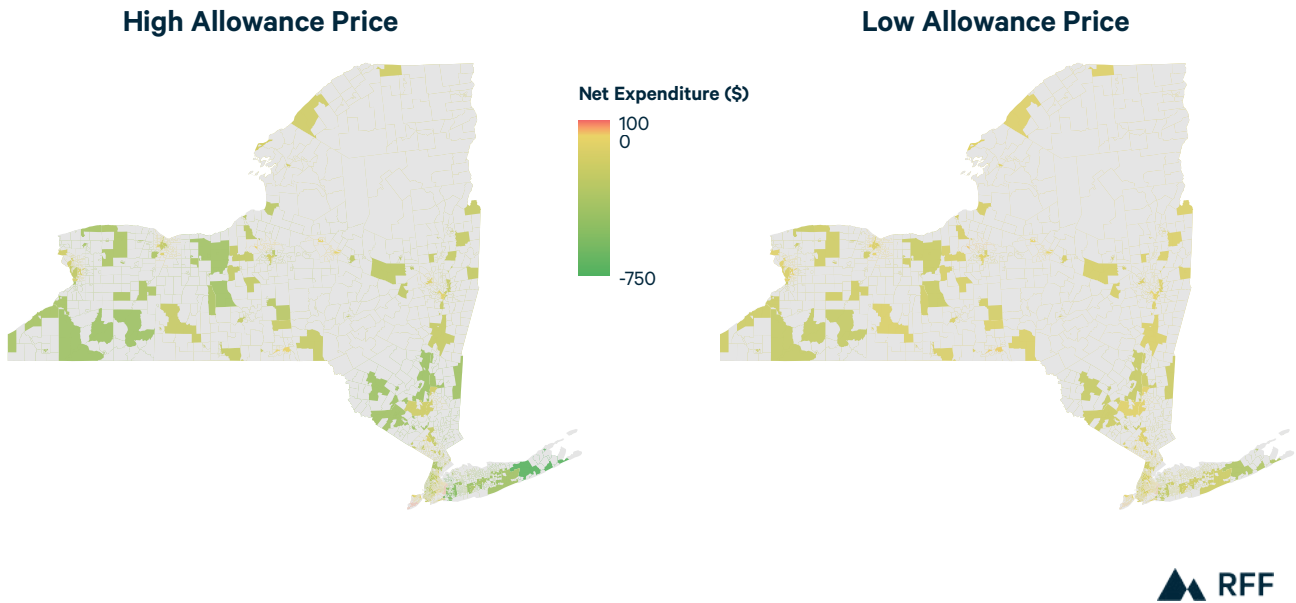 High Allowance Price
Low Allowance Price
Net Expenditure ($)
100
0
-750
RFF